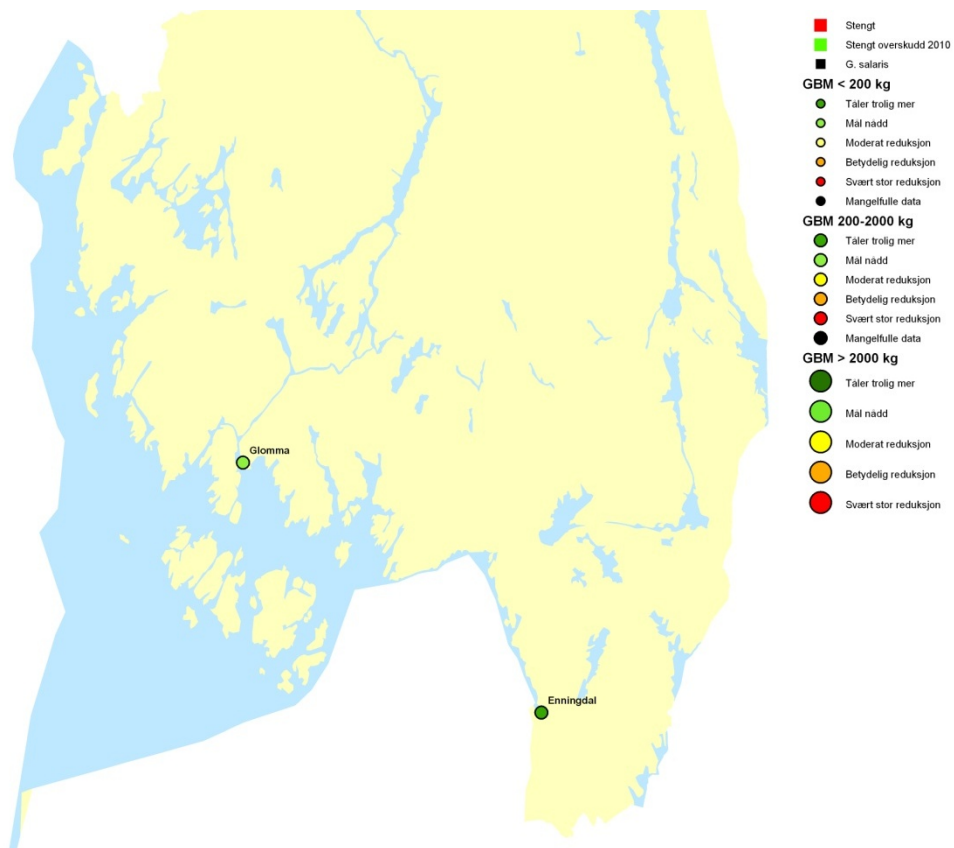 Stengt
Stengt overskudd 2010
G. salaris
GBM < 200 kg
Tåler trolig mer
Mål nådd
Moderat reduksjon
Betydelig reduksjon
Svært stor reduksjon
Mangelfulle data
GBM 200-2000 kg
Tåler trolig mer
Mål nådd
Moderat reduksjon
Betydelig reduksjon
Svært stor reduksjon
Mangelfulle data
GBM > 2000 kg
Tåler trolig mer
Mål nådd
Moderat reduksjon
Betydelig reduksjon
Svært stor reduksjon
Glomma
Enningdal